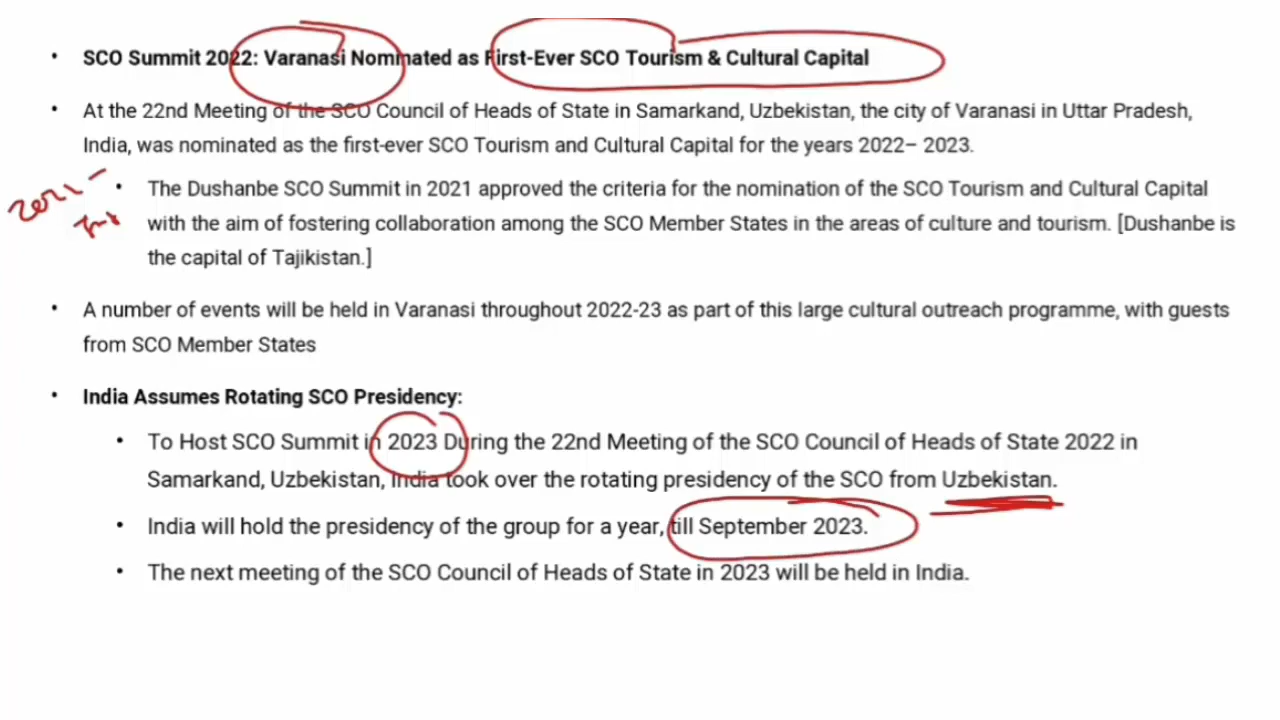 • SCO Summit 2022: Varanasi Nominated as First-Ever SCO Tourism & Cultural Capital
• At the 22nd Meeting of the SCO Council of Heads of State in Samarkand, Uzbekistan, the city of Varanasi in Uttar Pradesh,
India, was nominated as the first-ever SCO Tourism and Cultural Capital for the years 2022– 2023.
2021 –
• The Dushanbe SCO Summit in 2021 approved the criteria for the nomination of the SCO Tourism and Cultural Capital
with the aim of fostering collaboration among the SCO Member States in the areas of culture and tourism. [Dushanbe is
the capital of Tajikistan.]
• A number of events will be held in Varanasi throughout 2022-23 as part of this large cultural outreach programme, with guests
from SCO Member States
• India Assumes Rotating SCO Presidency:
• To Host SCO Summit in 2023 During the 22nd Meeting of the SCO Council of Heads of State 2022 in
Samarkand, Uzbekistan, India took over the rotating presidency of the SCO from Uzbekistan.
• India will hold the presidency of the group for a year, till September 2023.
• The next meeting of the SCO Council of Heads of State in 2023 will be held in India.